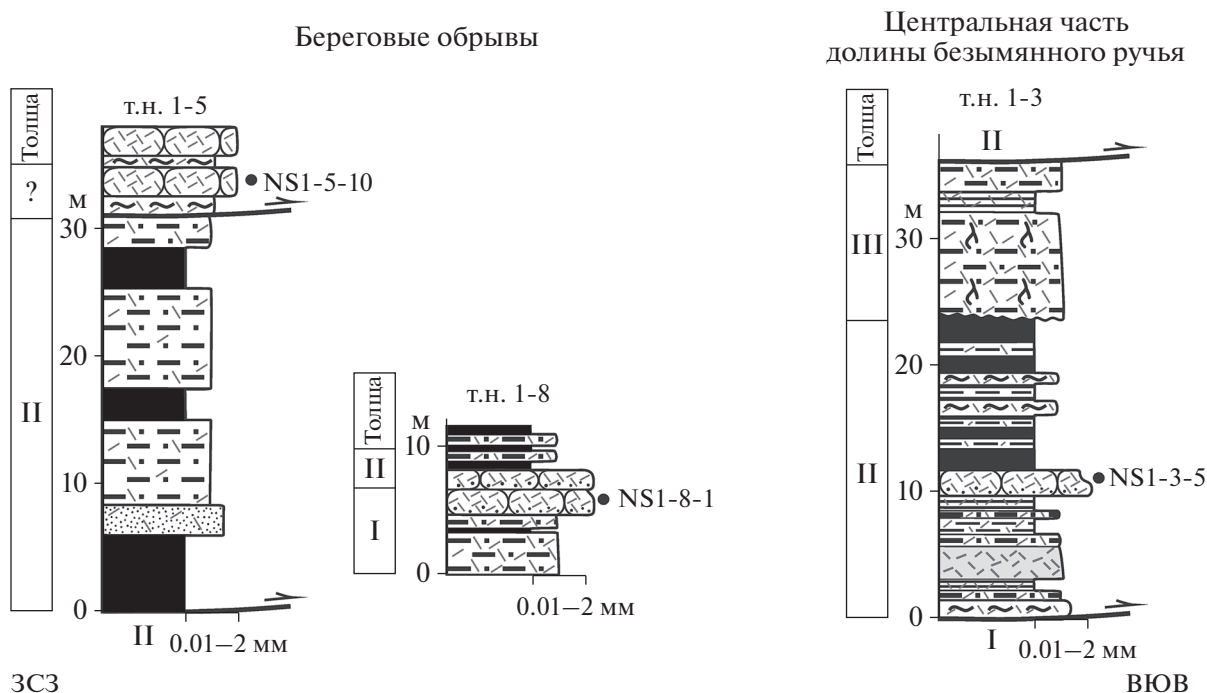 Береговые обрывы
Центральная часть
долины безымянного ручья
Толща
т.н. 1-5
?
NS1-5-10
м
30
20
II
10
0
II
0.01–2 мм
Толща
т.н. 1-8
м
10
II
NS1-8-1
I
0
0.01–2 мм
Толща
т.н. 1-3
II
м
30
III
20
II
NS1-3-5
10
0
I
0.01–2 мм
ЗСЗ
ВЮВ